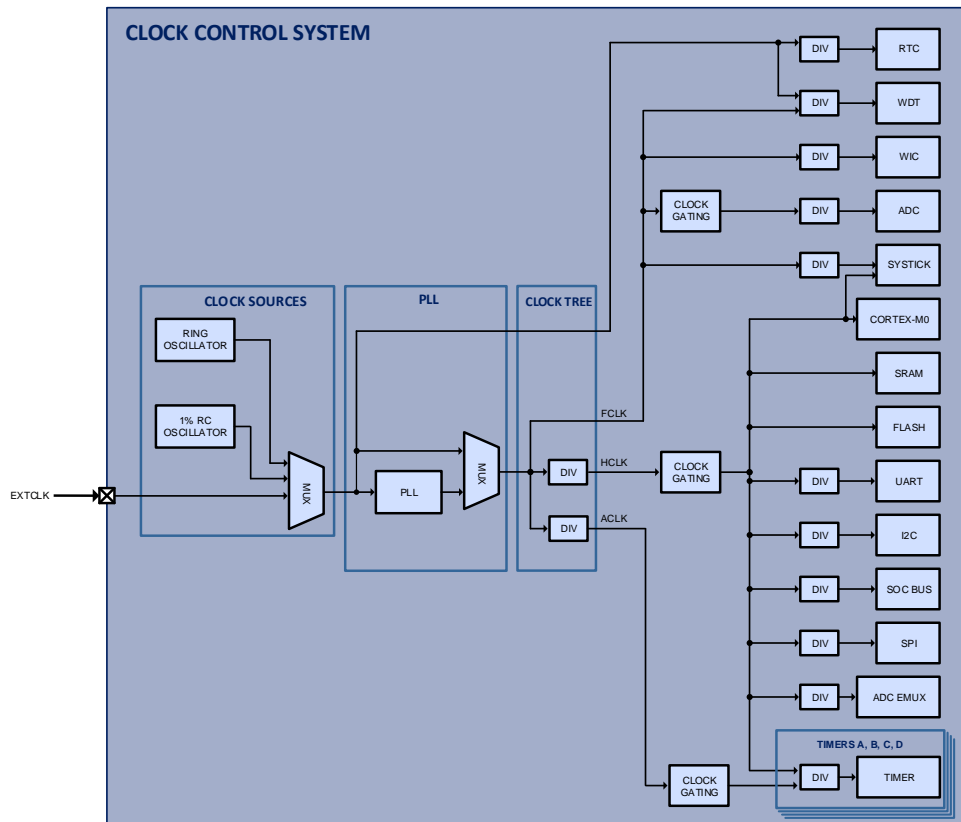 CLOCK CONTROL SYSTEM
DIV
RTC
DIV
WDT
DIV
WIC
CLOCK
GATING
DIV
ADC
DIV
SYSTICK
CLOCK SOURCES
PLL
CLOCK TREE
CORTEX-M0
RING
OSCILLATOR
SRAM
1% RC
OSCILLATOR
FCLK
FLASH
MUX
MUX
PLL
DIV
HCLK
CLOCK
GATING
DIV
UART
EXTCLK
DIV
ACLK
DIV
I2C
DIV
SOC BUS
DIV
SPI
DIV
ADC EMUX
TIMERS A, B, C, D
CLOCK
GATING
DIV
TIMER